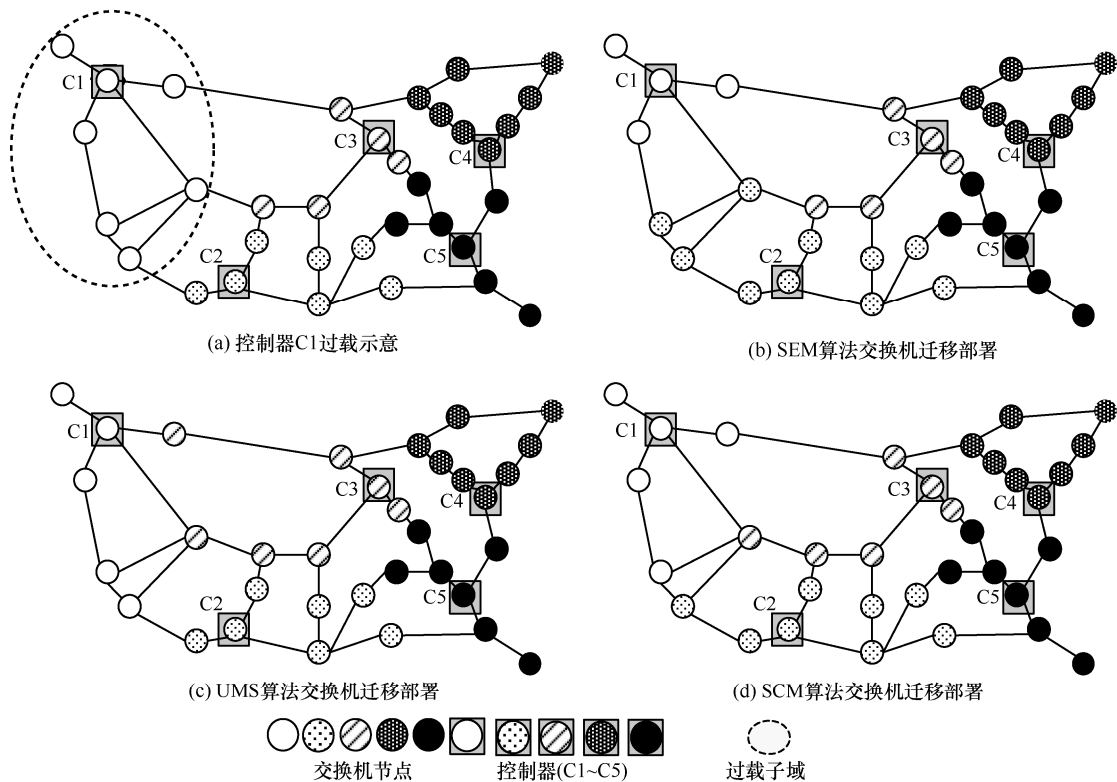 C1
C3
C4
C2
C5
(a) 控制器C1过载示意
C1
C3
C4
C2
C5
(b) SEM算法交换机迁移部署
C1
C3
C4
C2
C5
(c) UMS算法交换机迁移部署
C1
C3
C4
C2
C5
(d) SCM算法交换机迁移部署
交换机节点
控制器(C1~C5)
过载子域